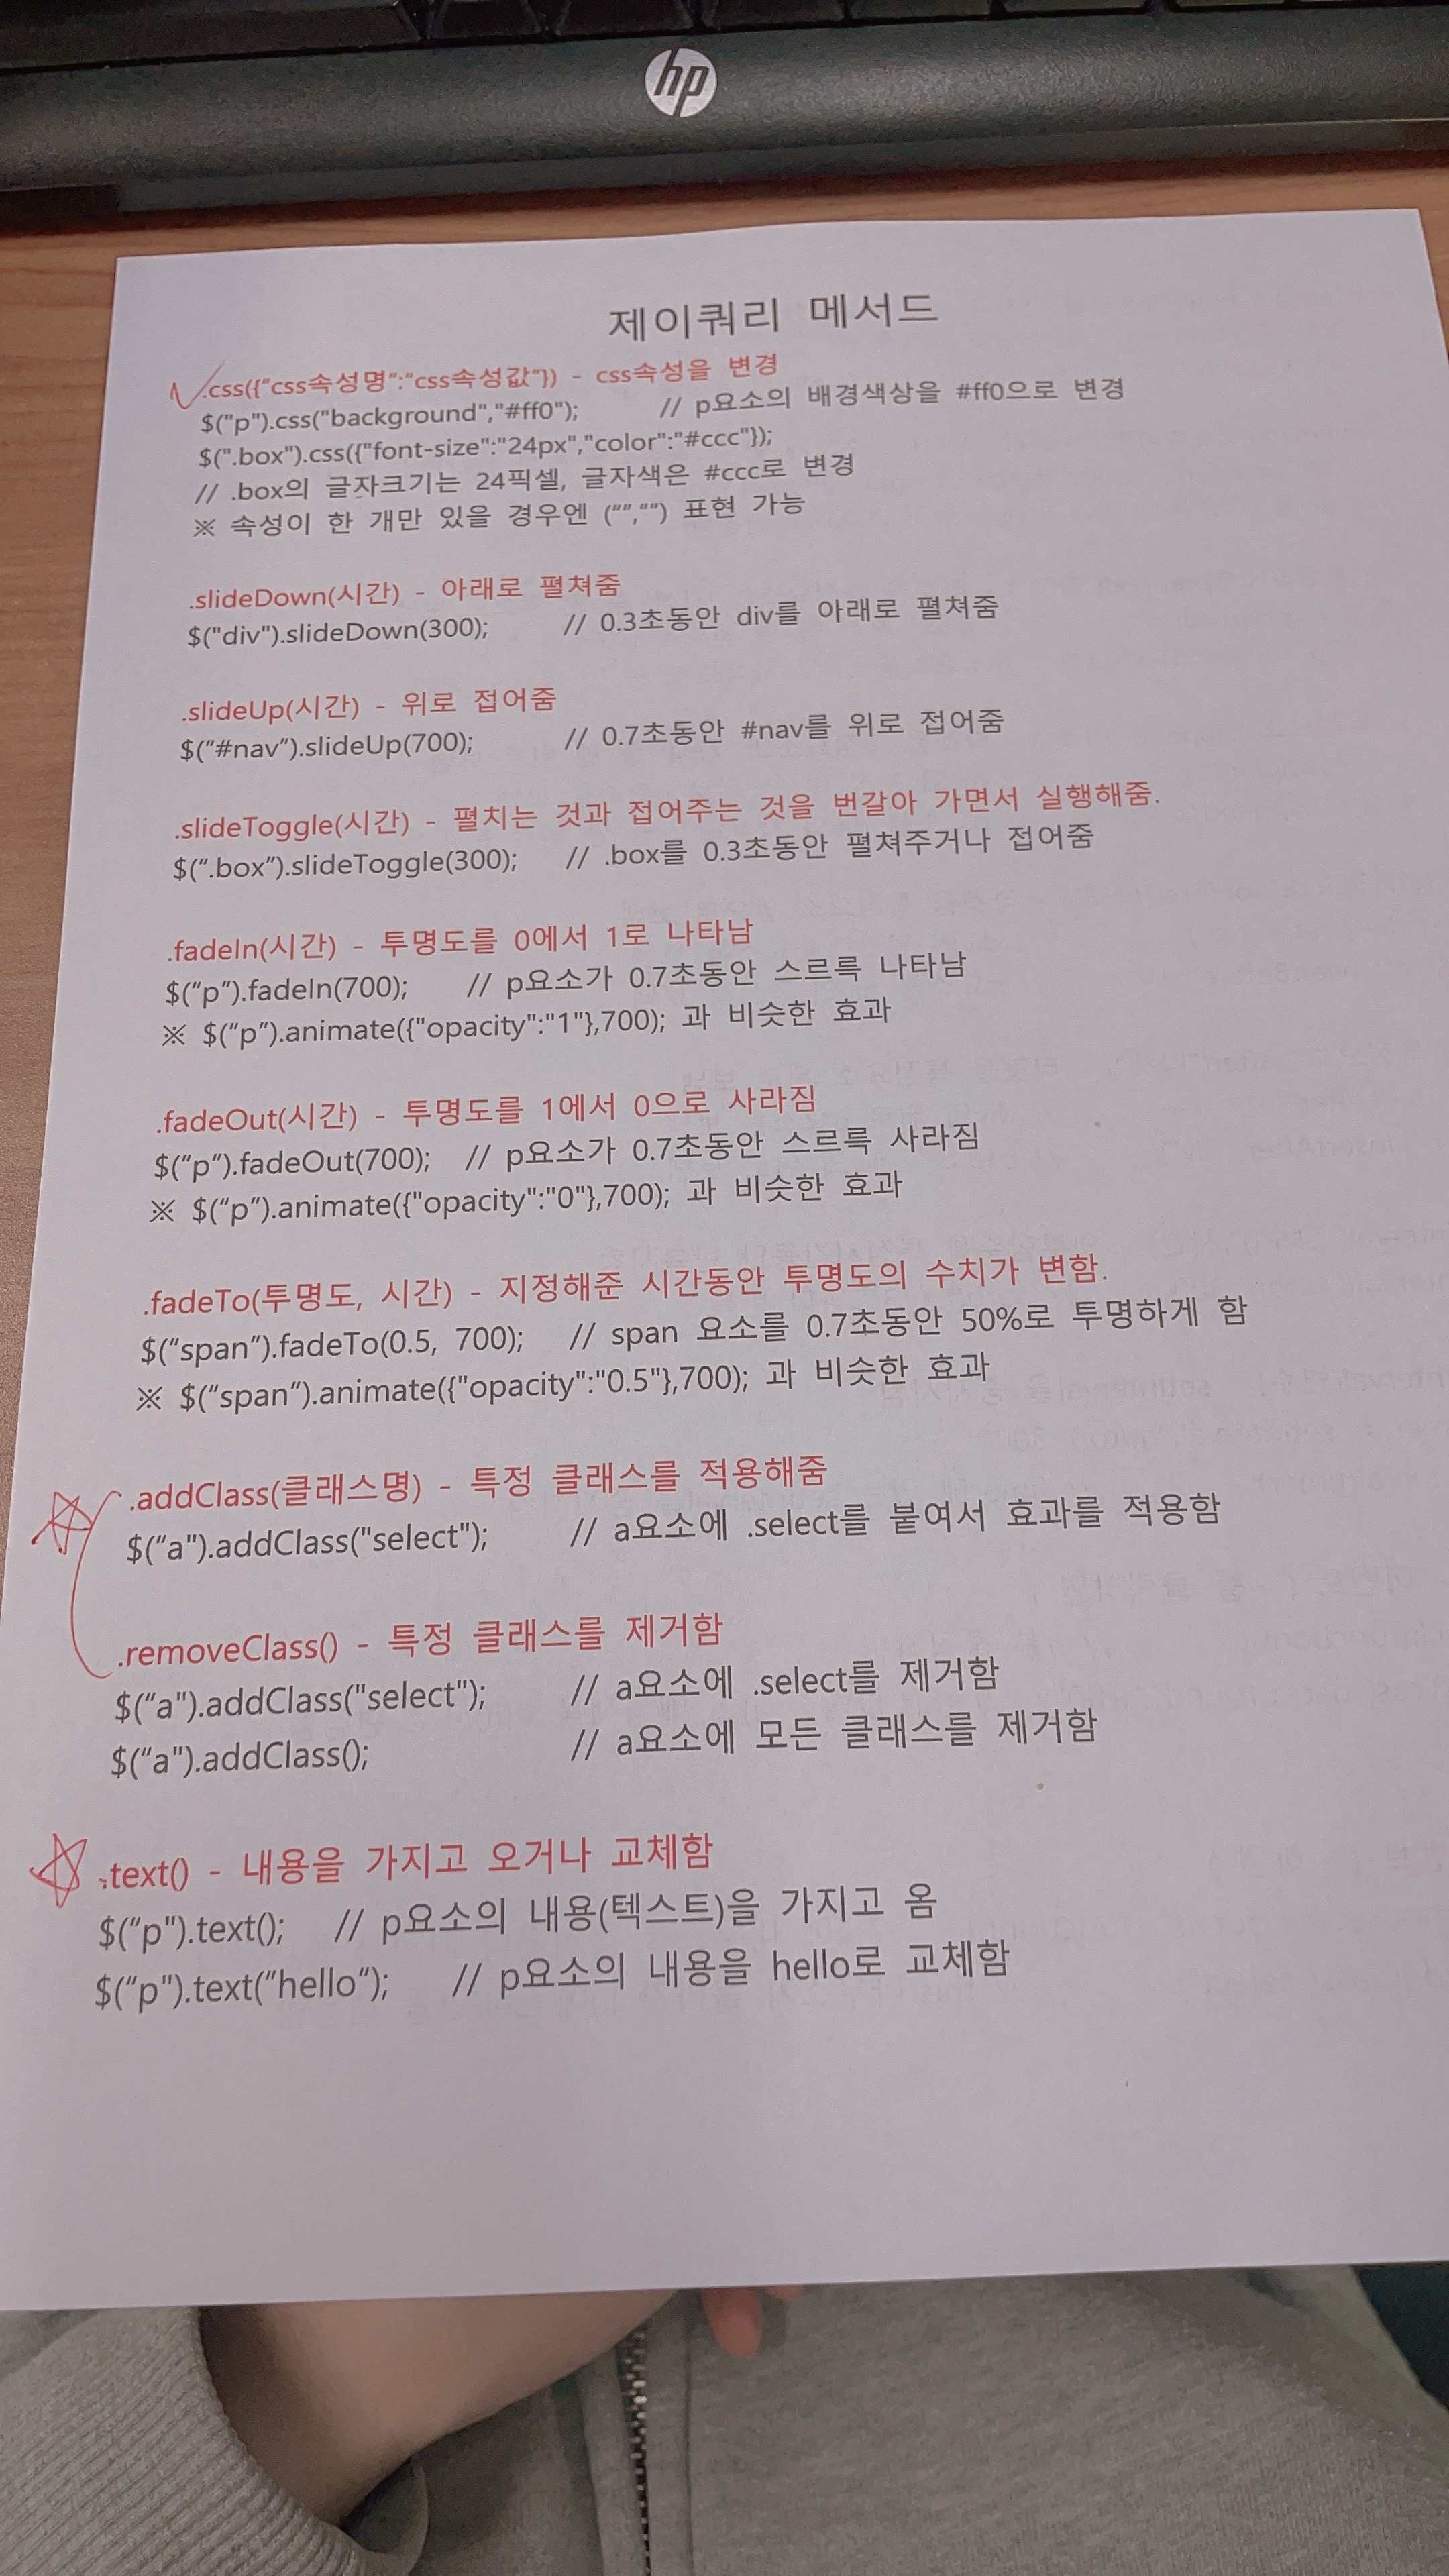 hp
제이쿼리 메서드
.css({"css속성명":"css속성값"}) - css속성을 변경
$("p").css("background","#ff0"); // p요소의 배경색상을 #ff0으로 변경
$(".box").css({"font-size":"24px","color":"#ccc"});
// .box의 글자크기는 24픽셀, 글자색은 #ccc로 변경
※ 속성이 한 개만 있을 경우엔 ("","") 표현 가능
.slideDown(시간) - 아래로 펼쳐줌
$("div").slideDown(300); // 0.3초동안 div를 아래로 펼쳐줌
.slideUp(시간) - 위로 접어줌
$("#nav").slideUp(700); // 0.7초동안 #nav를 위로 접어줌
.slideToggle(시간) - 펼치는 것과 접어주는 것을 번갈아 가면서 실행해줌.
$(".box").slideToggle(300); // .box를 0.3초동안 펼쳐주거나 접어줌
.fadeIn(시간) - 투명도를 0에서 1로 나타남
$("p").fadeIn(700); // p요소가 0.7초동안 스르륵 나타남
※ $("p").animate({"opacity":"1"},700); 과 비슷한 효과
.fadeOut(시간) - 투명도를 1에서 0으로 사라짐
$("p").fadeOut(700); // p요소가 0.7초동안 스르륵 사라짐
※ $("p").animate({"opacity":"0"},700); 과 비슷한 효과
.fadeTo(투명도, 시간) - 지정해준 시간동안 투명도의 수치가 변함.
$("span").fadeTo(0.5, 700); // span 요소를 0.7초동안 50%로 투명하게 함
※ $("span").animate({"opacity":"0.5"},700); 과 비슷한 효과
.addClass(클래스명) - 특정 클래스를 적용해줌
$("a").addClass("select"); // a요소에 .select를 붙여서 효과를 적용함
.removeClass() - 특정 클래스를 제거함
$("a").addClass("select"); // a요소에 .select를 제거함
$("a").addClass(); // a요소에 모든 클래스를 제거함
.text() - 내용을 가지고 오거나 교체함
$("p").text(); // p요소의 내용(텍스트)을 가지고 옴
$("p").text("hello"); // p요소의 내용을 hello로 교체함